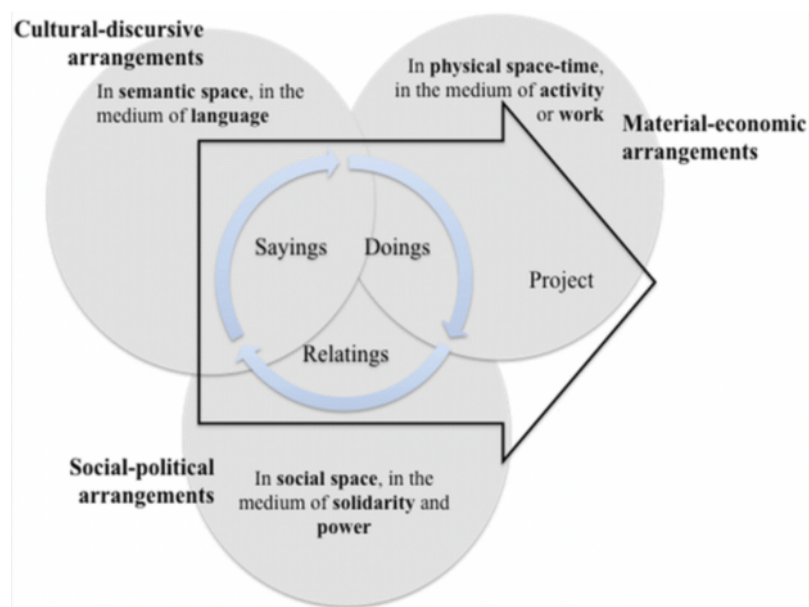 Cultural-discursive
arrangements
In semantic space, in the
medium of language
In physical space-time,
in the medium of activity
or work
Material-economic
arrangements
Sayings
Doings
Project
Relatings
Social-political
arrangements
In social space, in the
medium of solidarity and
power